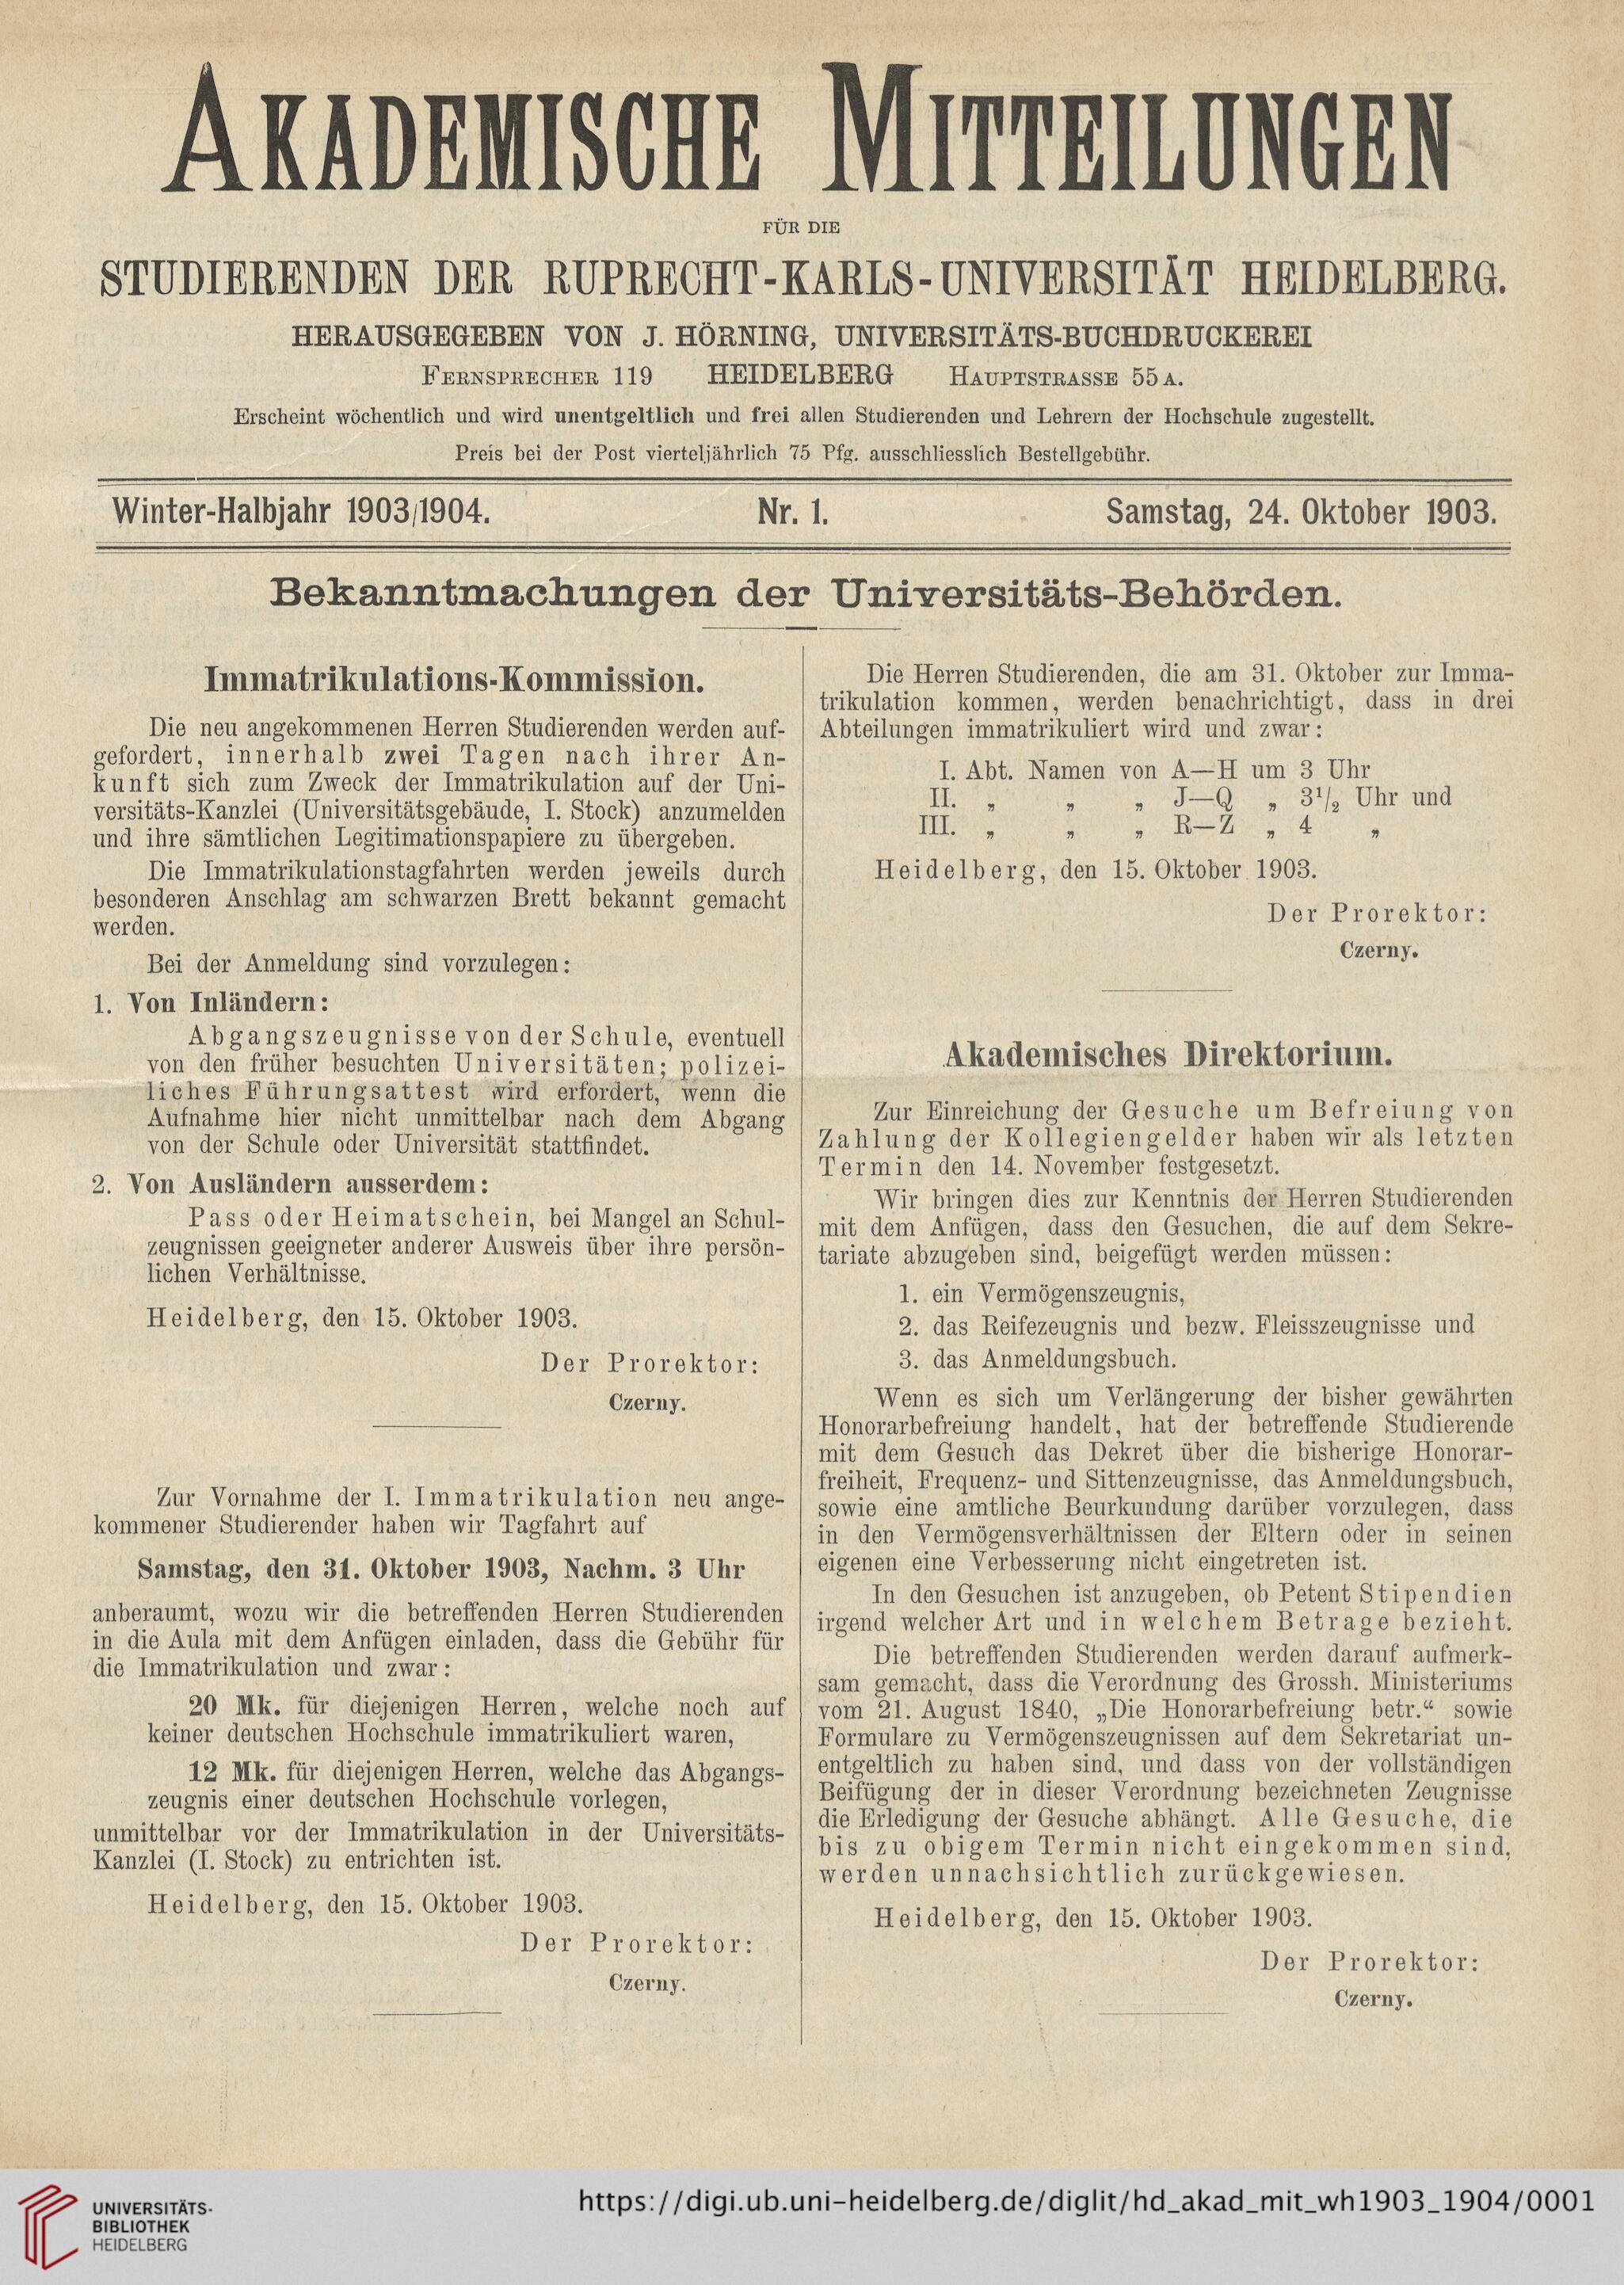 AKADEMISCHE MITTEILUNGEN
FÜR DIE
STUDIERENDEN DER RUPRECHT-KARLS-UNIVERSITÄT HEIDELBERG.
HERAUSGEGEBEN VON J. HÖRNING, UNIVERSITÄTS-BUCHDRUCKEREI
FERNSPRECHER 119 HEIDELBERG HAUPTSTRASSE 55 A.
Erscheint wöchentlich und wird unentgeltlich und frei allen Studierenden und Lehrern der Hochschule zugestellt.
Preis bei der Post vierteljährlich 75 Pfg. ausschliesslich Bestellgebühr.
Winter-Halbjahr 1903/1904. Nr. 1. Samstag, 24. Oktober 1903.
Bekanntmachungen der Universitäts-Behörden.
Immatrikulations-Kommission.
Die neu angekommenen Herren Studierenden werden auf-
gefordert, innerhalb zwei Tagen nach ihrer An-
kunft sich zum Zweck der Immatrikulation auf der Uni-
versitäts-Kanzlei (Universitätsgebäude, I. Stock) anzumelden
und ihre sämtlichen Legitimationspapiere zu übergeben.
Die Immatrikulationstagfahrten werden jeweils durch
besonderen Anschlag am schwarzen Brett bekannt gemacht
werden.
Bei der Anmeldung sind vorzulegen:
1. Von Inländern:
Abgangszeugnisse von der Schule, eventuell
von den früher besuchten Universitäten; polizei-
liches Führungsattest wird erfordert, wenn die
Aufnahme hier nicht unmittelbar nach dem Abgang
von der Schule oder Universität stattfindet.
2. Von Ausländern ausserdem:
Pass oder Heimatschein, bei Mangel an Schul-
zeugnissen geeigneter anderer Ausweis über ihre persön-
lichen Verhältnisse.
Heidelberg, den 15. Oktober 1903.
Der Prorektor:
Czerny.
Zur Vornahme der I. Immatrikulation neu ange-
kommener Studierender haben wir Tagfahrt auf
Samstag, den 31. Oktober 1903, Nachm. 3 Uhr
anberaumt, wozu wir die betreffenden Herren Studierenden
in die Aula mit dem Anfügen einladen, dass die Gebühr für
die Immatrikulation und zwar:
20 Mk. für diejenigen Herren, welche noch auf
keiner deutschen Hochschule immatrikuliert waren,
12 Mk. für diejenigen Herren, welche das Abgangs-
zeugnis einer deutschen Hochschule vorlegen,
unmittelbar vor der Immatrikulation in der Universitäts-
Kanzlei (I. Stock) zu entrichten ist.
Heidelberg, den 15. Oktober 1903.
Der Prorektor:
Czerny.
Die Herren Studierenden, die am 31. Oktober zur Imma-
trikulation kommen, werden benachrichtigt, dass in drei
Abteilungen immatrikuliert wird und zwar:
I. Abt. Namen von A—H um 3 Uhr
II. „ „ „ J—Q „ 3½ Uhr und
III. „ „ „ R—Z „ 4 „
Heidelberg, den 15. Oktober 1903.
Der Prorektor:
Czerny.
Akademisches Direktorium.
Zur Einreichung der Gesuche um Befreiung von
Zahlung der Kollegiengelder haben wir als letzten
Termin den 14. November festgesetzt.
Wir bringen dies zur Kenntnis der Herren Studierenden
mit dem Anfügen, dass den Gesuchen, die auf dem Sekre-
tariate abzugeben sind, beigefügt werden müssen:
1. ein Vermögenszeugnis,
2. das Reifezeugnis und bezw. Fleisszeugnisse und
3. das Anmeldungsbuch.
Wenn es sich um Verlängerung der bisher gewährten
Honorarbefreiung handelt, hat der betreffende Studierende
mit dem Gesuch das Dekret über die bisherige Honorar-
freiheit, Frequenz- und Sittenzeugnisse, das Anmeldungsbuch,
sowie eine amtliche Beurkundung darüber vorzulegen, dass
in den Vermögensverhältnissen der Eltern oder in seinen
eigenen eine Verbesserung nicht eingetreten ist.
In den Gesuchen ist anzugeben, ob Petent Stipendien
irgend welcher Art und in welchem Betrage bezieht.
Die betreffenden Studierenden werden darauf aufmerk-
sam gemacht, dass die Verordnung des Grossh. Ministeriums
vom 21. August 1840, „Die Honorarbefreiung betr.“ sowie
Formulare zu Vermögenszeugnissen auf dem Sekretariat un-
entgeltlich zu haben sind, und dass von der vollständigen
Beifügung der in dieser Verordnung bezeichneten Zeugnisse
die Erledigung der Gesuche abhängt. Alle Gesuche, die
bis zu obigem Termin nicht eingekommen sind,
werden unnachsichtlich zurückgewiesen.
Heidelberg, den 15. Oktober 1903.
Der Prorektor:
Czerny.
UNIVERSITÄTS-
BIBLIOTHEK
HEIDELBERG
https://digi.ub.uni-heidelberg.de/diglit/hd_akad_mit_wh1903_1904/0001